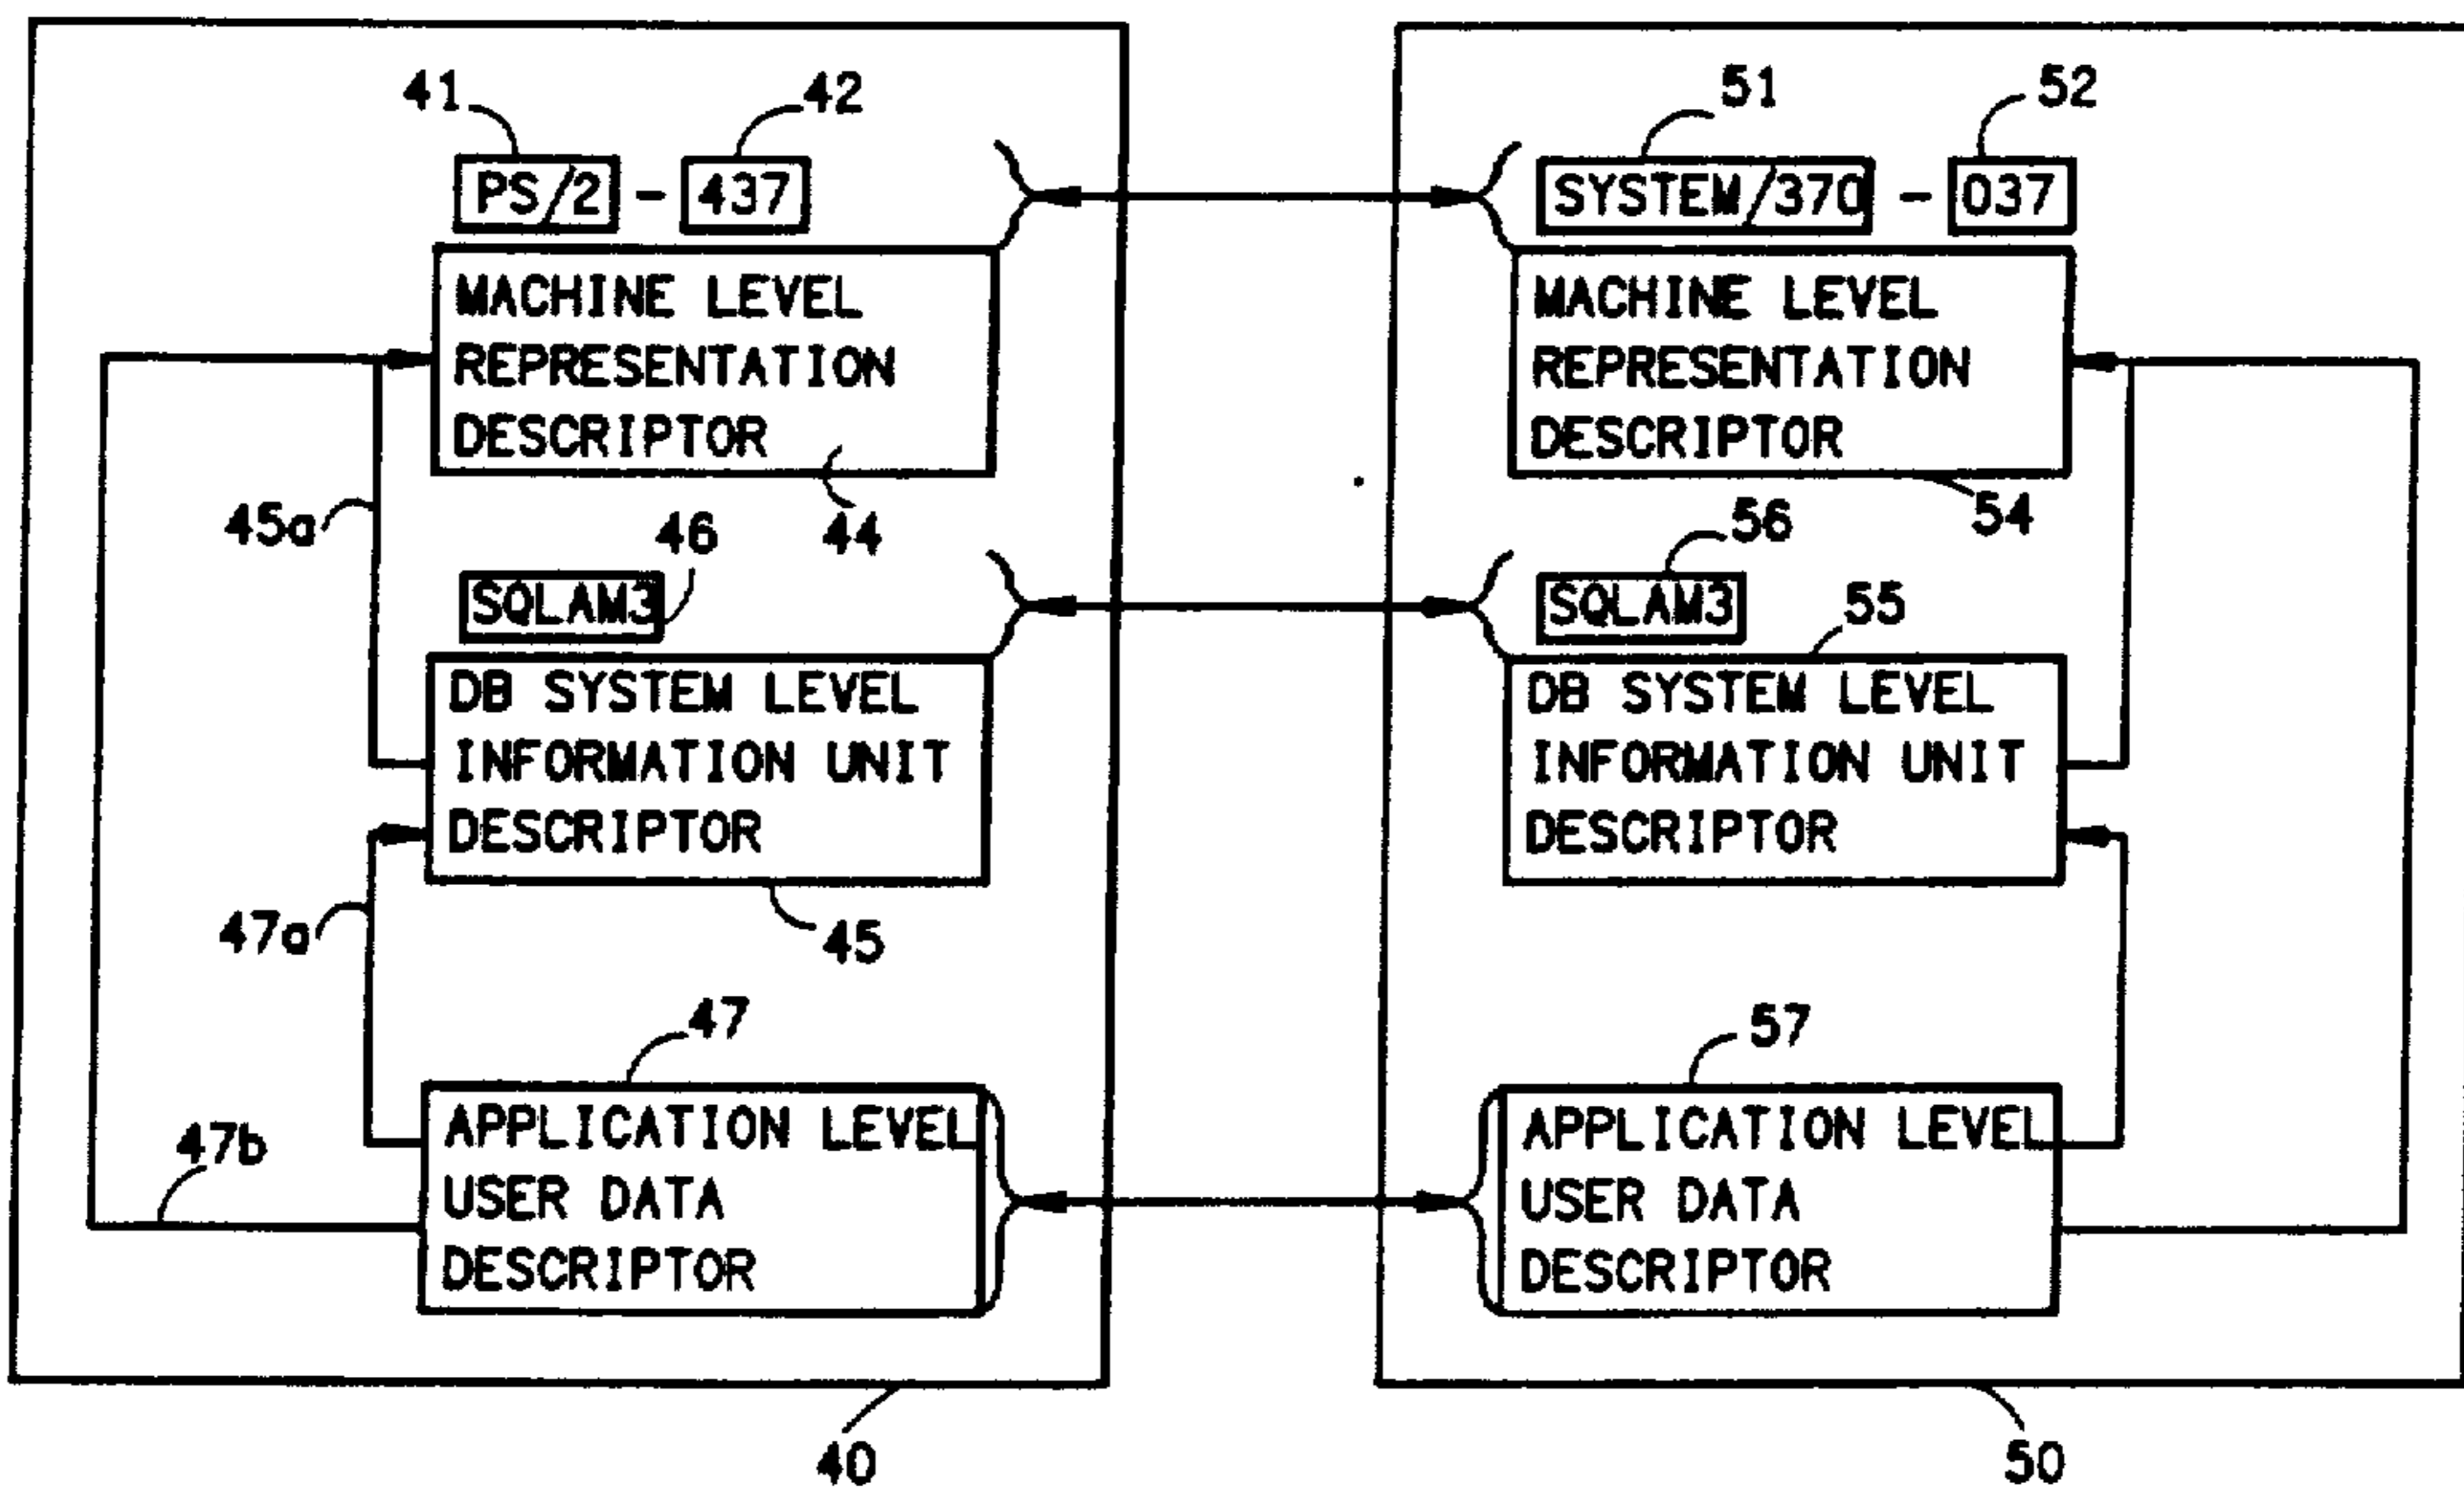 41
42
PS/2 - 437
MACHINE LEVEL
REPRESENTATION
DESCRIPTOR
44
45a
46
SQLAM3
DB SYSTEM LEVEL
INFORMATION UNIT
DESCRIPTOR
45
47a
47
APPLICATION LEVEL
USER DATA
DESCRIPTOR
47b
40
51
52
SYSTEM/370 - 037
MACHINE LEVEL
REPRESENTATION
DESCRIPTOR
54
56
SQLAM3
55
DB SYSTEM LEVEL
INFORMATION UNIT
DESCRIPTOR
57
APPLICATION LEVEL
USER DATA
DESCRIPTOR
50